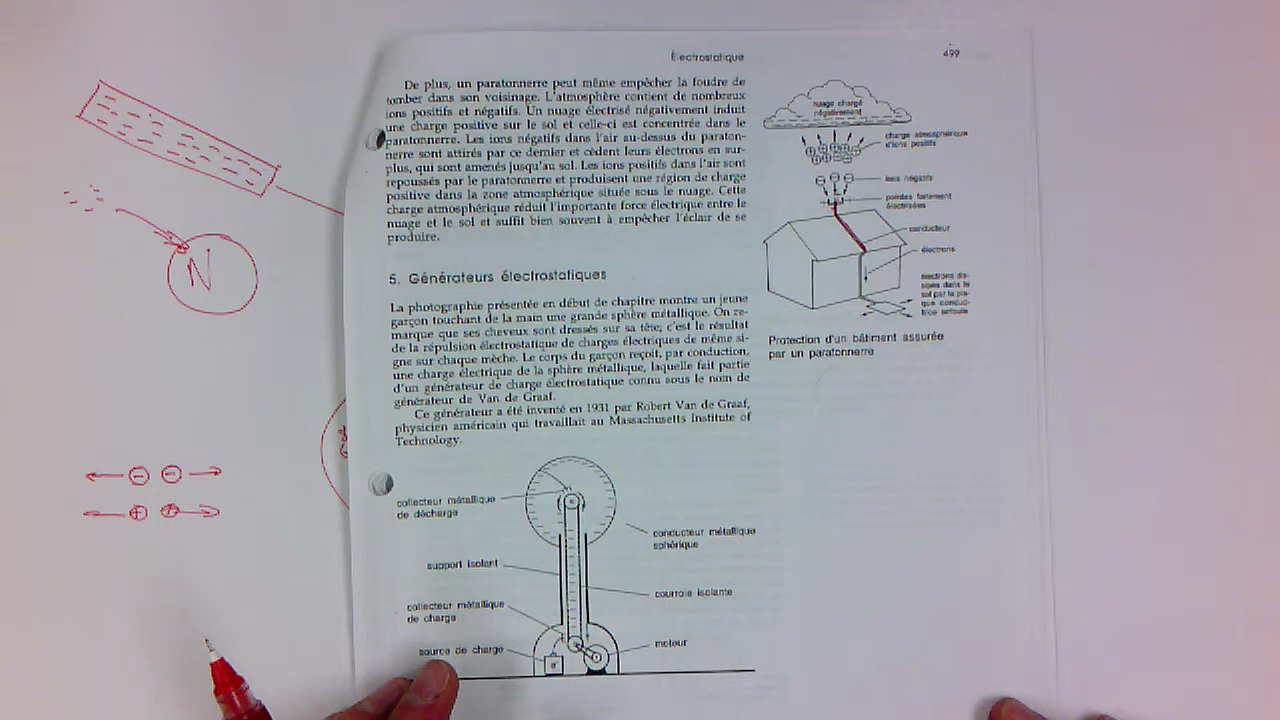 Électrostatique
499
De plus, un paratonnerre peut même empêcher la foudre de
tomber dans son voisinage. L'atmosphère contient de nombreux
ions positifs et négatifs. Un nuage électrisé négativement induit
une charge positive sur le sol et celle-ci est concentrée dans le
paratonnerre. Les ions négatifs dans l'air au-dessus du paraton-
nerre sont attirés par ce dernier et cèdent leurs électrons en sur-
plus, qui sont amenés jusqu'au sol. Les ions positifs dans l'air sont
repoussés par le paratonnerre et produisent une région de charge
positive dans la zone atmosphérique située sous le nuage. Cette
charge atmosphérique réduit l'importante force électrique entre le
nuage et le sol et suffit bien souvent à empêcher l'éclair de se
produire.
5. Générateurs électrostatiques
La photographie présentée en début de chapitre montre un jeune
garçon touchant de la main une grande sphère métallique. On re-
marque que ses cheveux sont dressés sur sa tête; c'est le résultat
de la répulsion électrostatique de charges électriques de même si-
gne sur chaque mèche. Le corps du garçon reçoit, par conduction,
une charge électrique de la sphère métallique, laquelle fait partie
d'un générateur de charge électrostatique connu sous le nom de
générateur de Van de Graaf.
Ce générateur a été inventé en 1931 par Robert Van de Graaf,
physicien américain qui travaillait au Massachusetts Institute of
Technology.
collecteur métallique
de décharge
conducteur métallique
sphérique
support isolant
courroie isolante
collecteur métallique
de charge
source de charge
moteur
nuage chargé
négativement
charge atmosphérique
d'ions positifs
ions négatifs
pointes fortement
électrisées
conducteur
électrons
électrons dis-
sipés dans le
sol par la pla-
que conduc-
trice enfouie
Protection d'un bâtiment assurée
par un paratonnerre
N